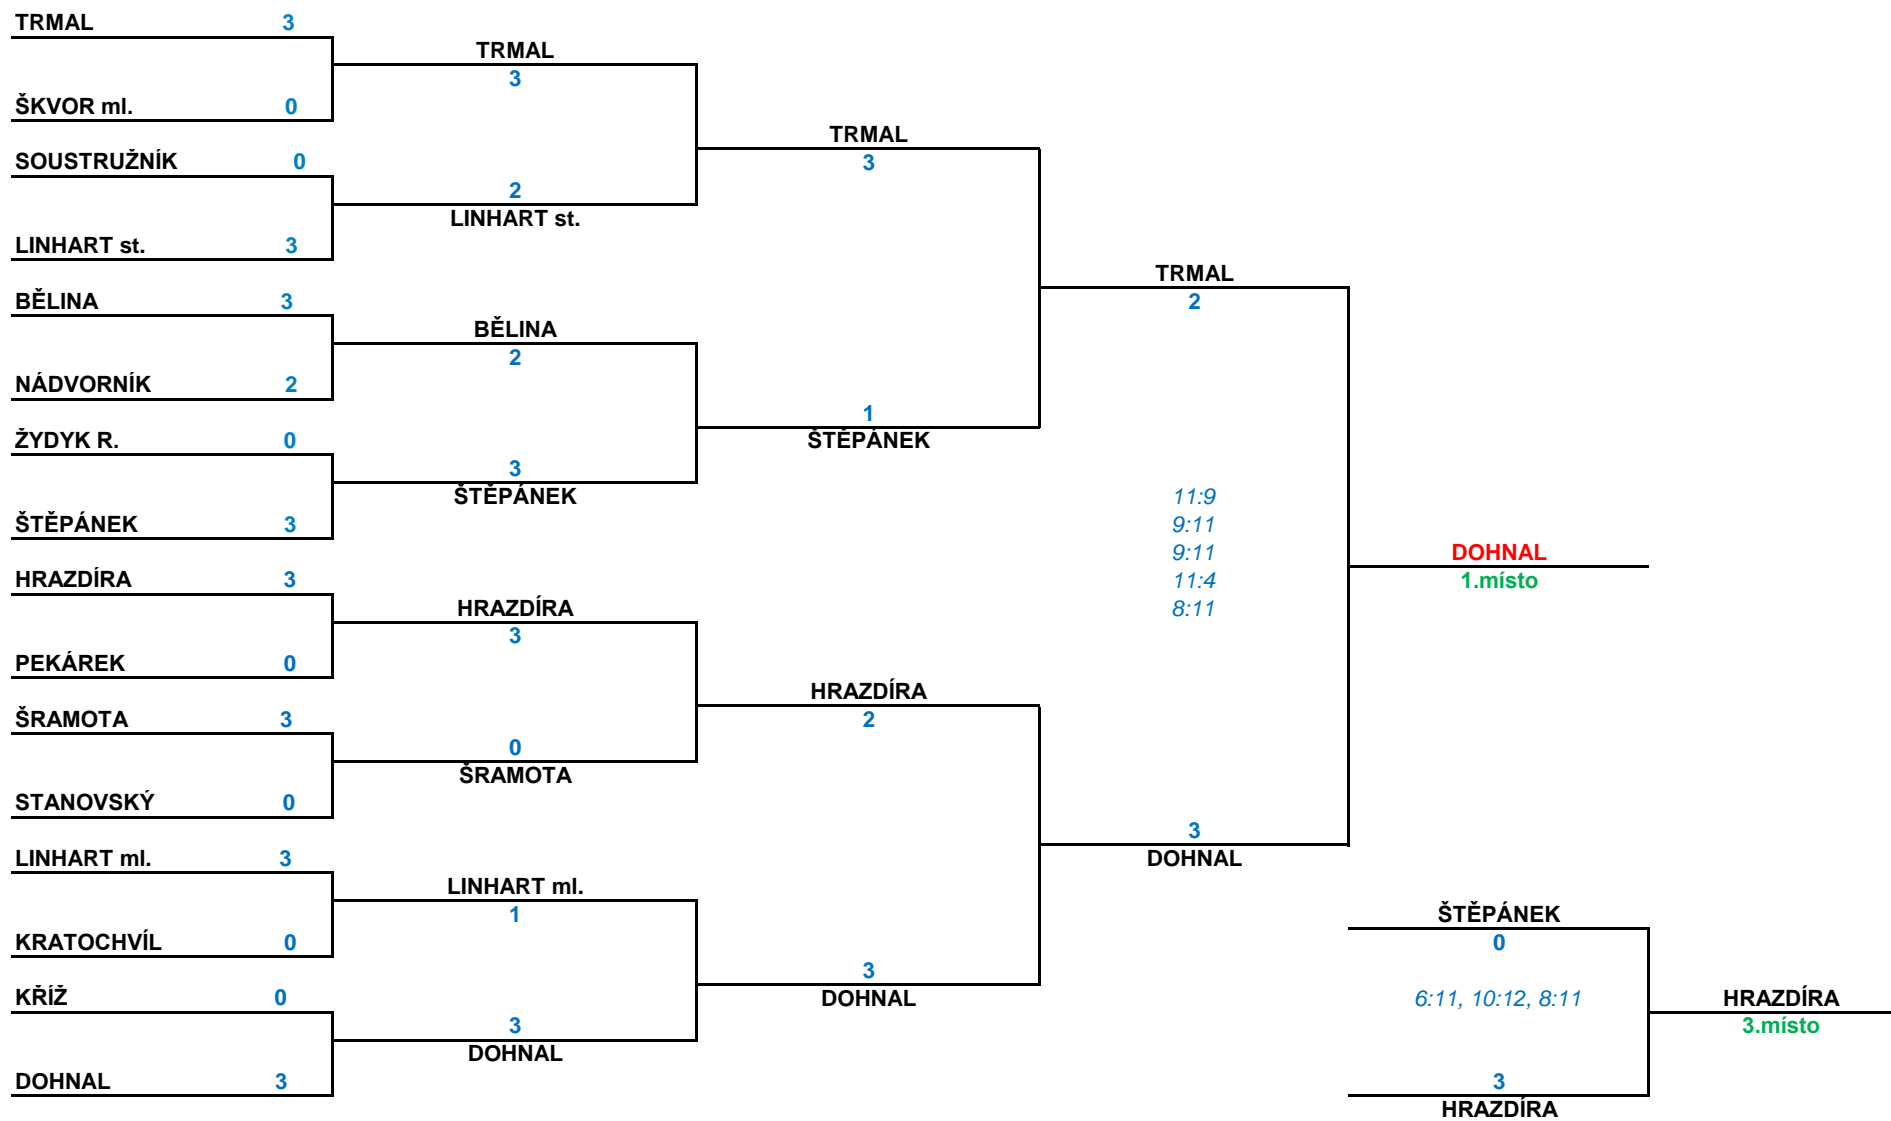 TRMAL 3
ŠKVOR ml. 0
SOUSTRUŽNÍK 0
LINHART st. 3
BĚLINA 3
NÁDVORNÍK 2
ŽYDYK R. 0
ŠTĚPÁNEK 3
HRAZDÍRA 3
PEKÁREK 0
ŠRAMOTA 3
STANOVSKÝ 0
LINHART ml. 3
KRATOCHVÍL 0
KŘÍŽ 0
DOHNAL 3
TRMAL
3
2
LINHART st.
BĚLINA
2
3
ŠTĚPÁNEK
HRAZDÍRA
3
0
ŠRAMOTA
LINHART ml.
1
3
DOHNAL
TRMAL
3
1
ŠTĚPÁNEK
HRAZDÍRA
2
3
DOHNAL
TRMAL
2
11:9
9:11
9:11
11:4
8:11
3
DOHNAL
DOHNAL
1.místo
ŠTĚPÁNEK
0
6:11, 10:12, 8:11
3
HRAZDÍRA
HRAZDÍRA
3.místo